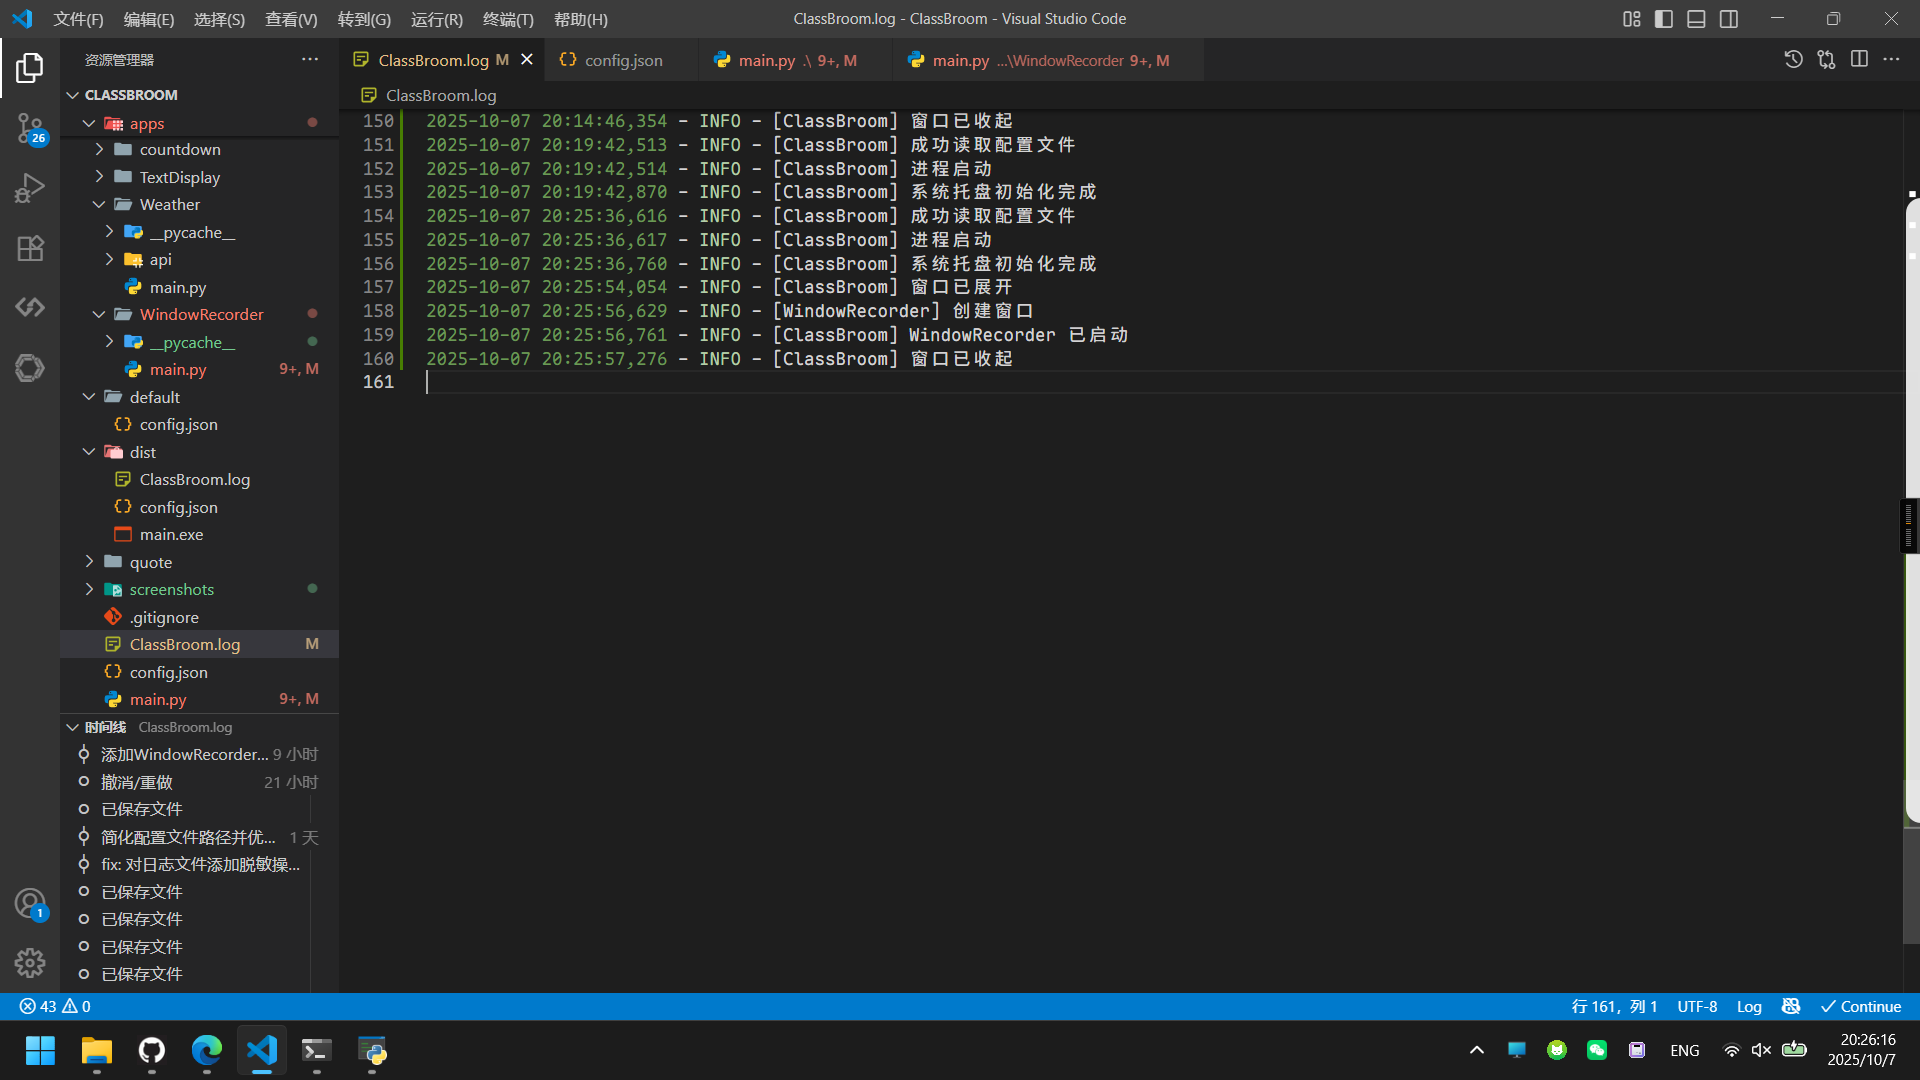 文件(F) 编辑(E) 选择(S) 查看(V) 转到(G) 运行(R) 终端(T) 帮助(H)
ClassBroom.log - ClassBroom - Visual Studio Code
资源管理器
ClassBroom.log M
config.json
main.py .\ 9+, M
main.py ...\WindowRecorder 9+, M
CLASSBROOM
ClassBroom.log
apps
countdown
TextDisplay
Weather
__pycache__
api
main.py
WindowRecorder
__pycache__
main.py 9+, M
default
config.json
dist
ClassBroom.log
config.json
main.exe
quote
screenshots
.gitignore
ClassBroom.log M
config.json
main.py 9+, M
时间线 ClassBroom.log
添加WindowRecorder... 9 小时
撤消/重做 21 小时
已保存文件
简化配置文件路径并优... 1 天
fix: 对日志文件添加脱敏操...
已保存文件
已保存文件
已保存文件
已保存文件
26
1
150 2025-10-07 20:14:46,354 - INFO - [ClassBroom] 窗口已收起
151 2025-10-07 20:19:42,513 - INFO - [ClassBroom] 成功读取配置文件
152 2025-10-07 20:19:42,514 - INFO - [ClassBroom] 进程启动
153 2025-10-07 20:19:42,870 - INFO - [ClassBroom] 系统托盘初始化完成
154 2025-10-07 20:25:36,616 - INFO - [ClassBroom] 成功读取配置文件
155 2025-10-07 20:25:36,617 - INFO - [ClassBroom] 进程启动
156 2025-10-07 20:25:36,760 - INFO - [ClassBroom] 系统托盘初始化完成
157 2025-10-07 20:25:54,054 - INFO - [ClassBroom] 窗口已展开
158 2025-10-07 20:25:56,629 - INFO - [WindowRecorder] 创建窗口
159 2025-10-07 20:25:56,761 - INFO - [ClassBroom] WindowRecorder 已启动
160 2025-10-07 20:25:57,276 - INFO - [ClassBroom] 窗口已收起
161
43 0
行 161，列 1 UTF-8 Log Continue
ENG
20:26:16
2025/10/7